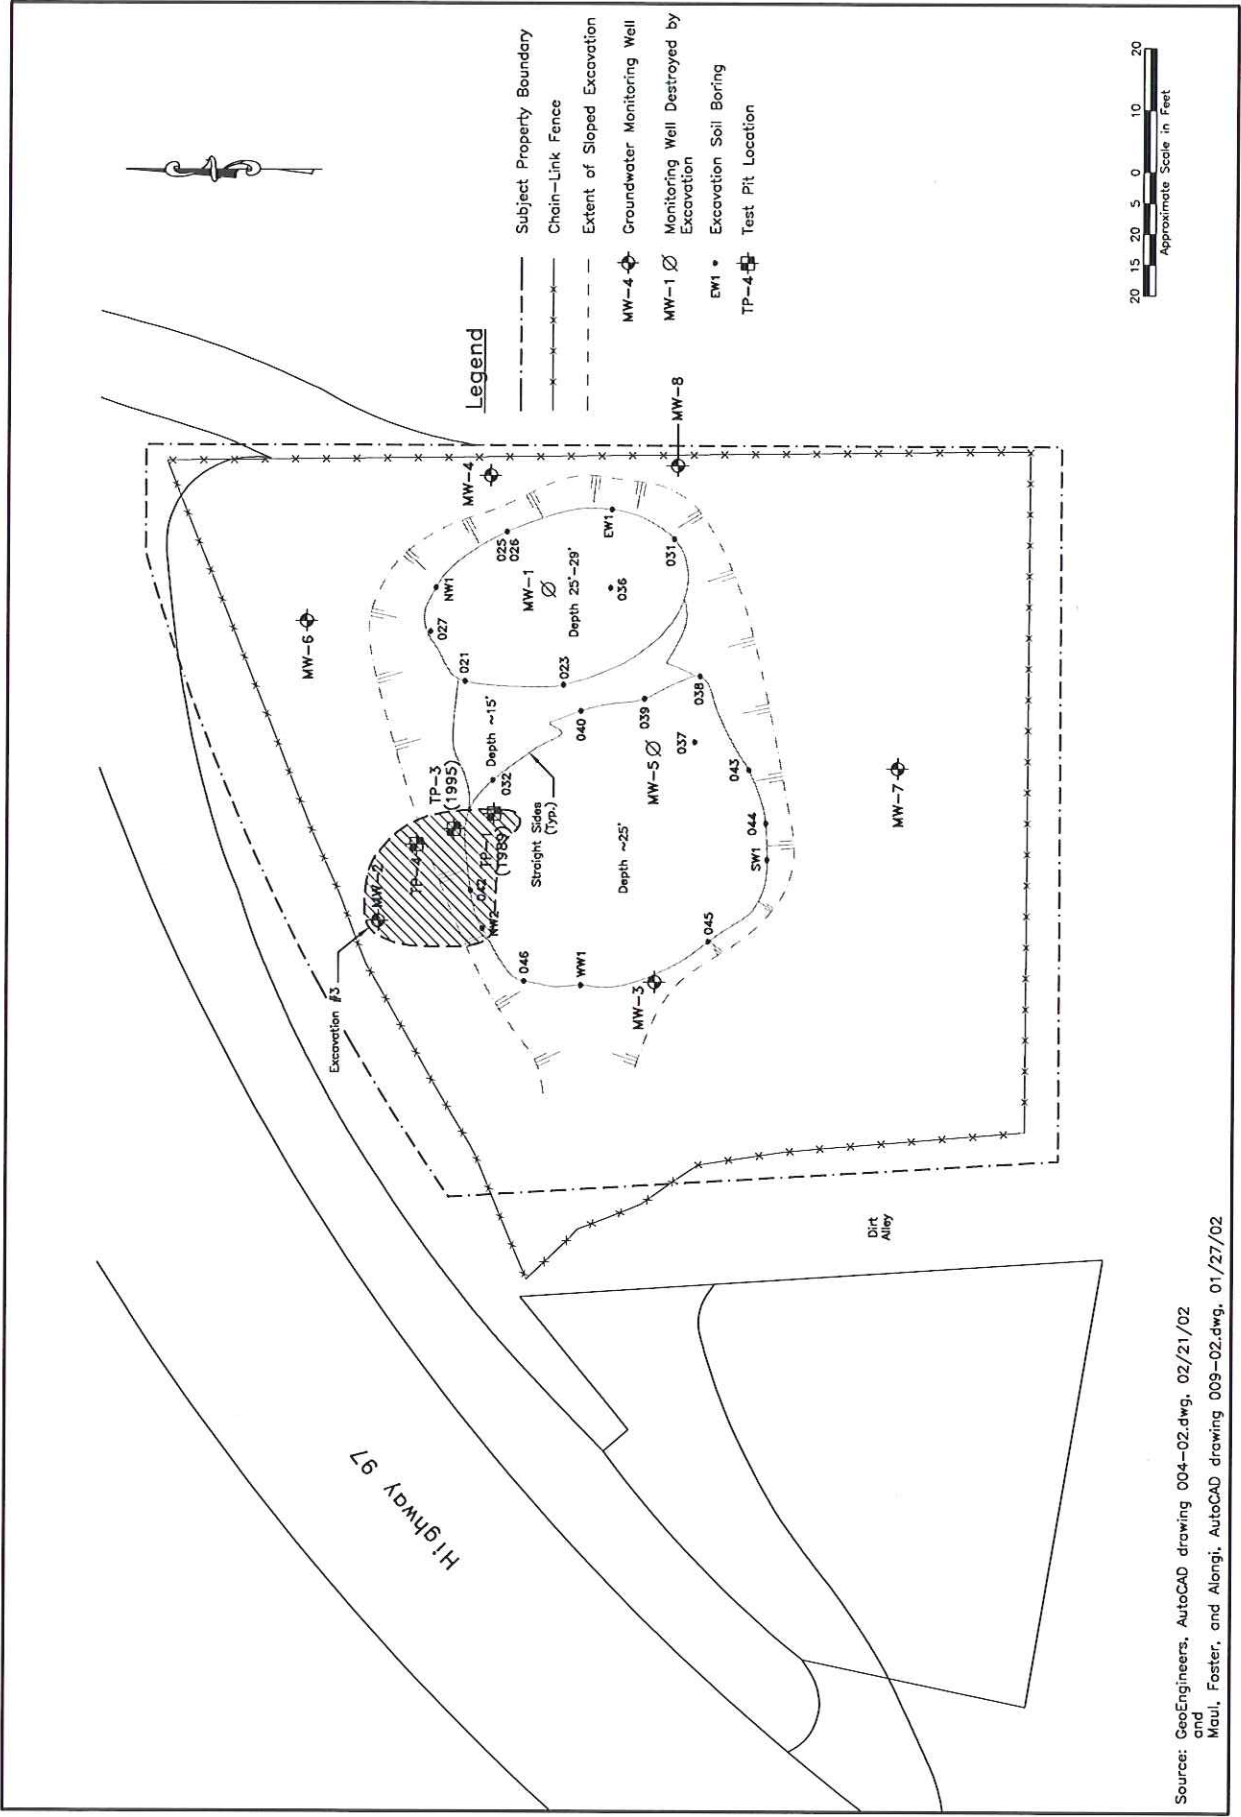 Highway 97
Excavation #3
MW-6
MW-2
TP-4
TP-3
(1995)
TP-1
(1989)
042
NW2
046
WW1
MW-3
045
SW1
044
043
037
MW-5
038
039
040
032
Depth ~15'
Straight Sides
(Typ.)
Depth ~25'
021
027
NW1
025
026
MW-1
Depth 25'-29'
023
036
EW1
031
MW-4
MW-8
MW-7
Dirt
Alley
Legend
Subject Property Boundary
Chain-Link Fence
Extent of Sloped Excavation
MW-4 Groundwater Monitoring Well
MW-1 Monitoring Well Destroyed by
Excavation
EW1 Excavation Soil Boring
TP-4 Test Pit Location
20 15 20 5 0 10 20
Approximate Scale in Feet
Source: GeoEngineers, AutoCAD drawing 004-02.dwg, 02/21/02
and
Maul, Foster, and Alongi, AutoCAD drawing 009-02.dwg, 01/27/02